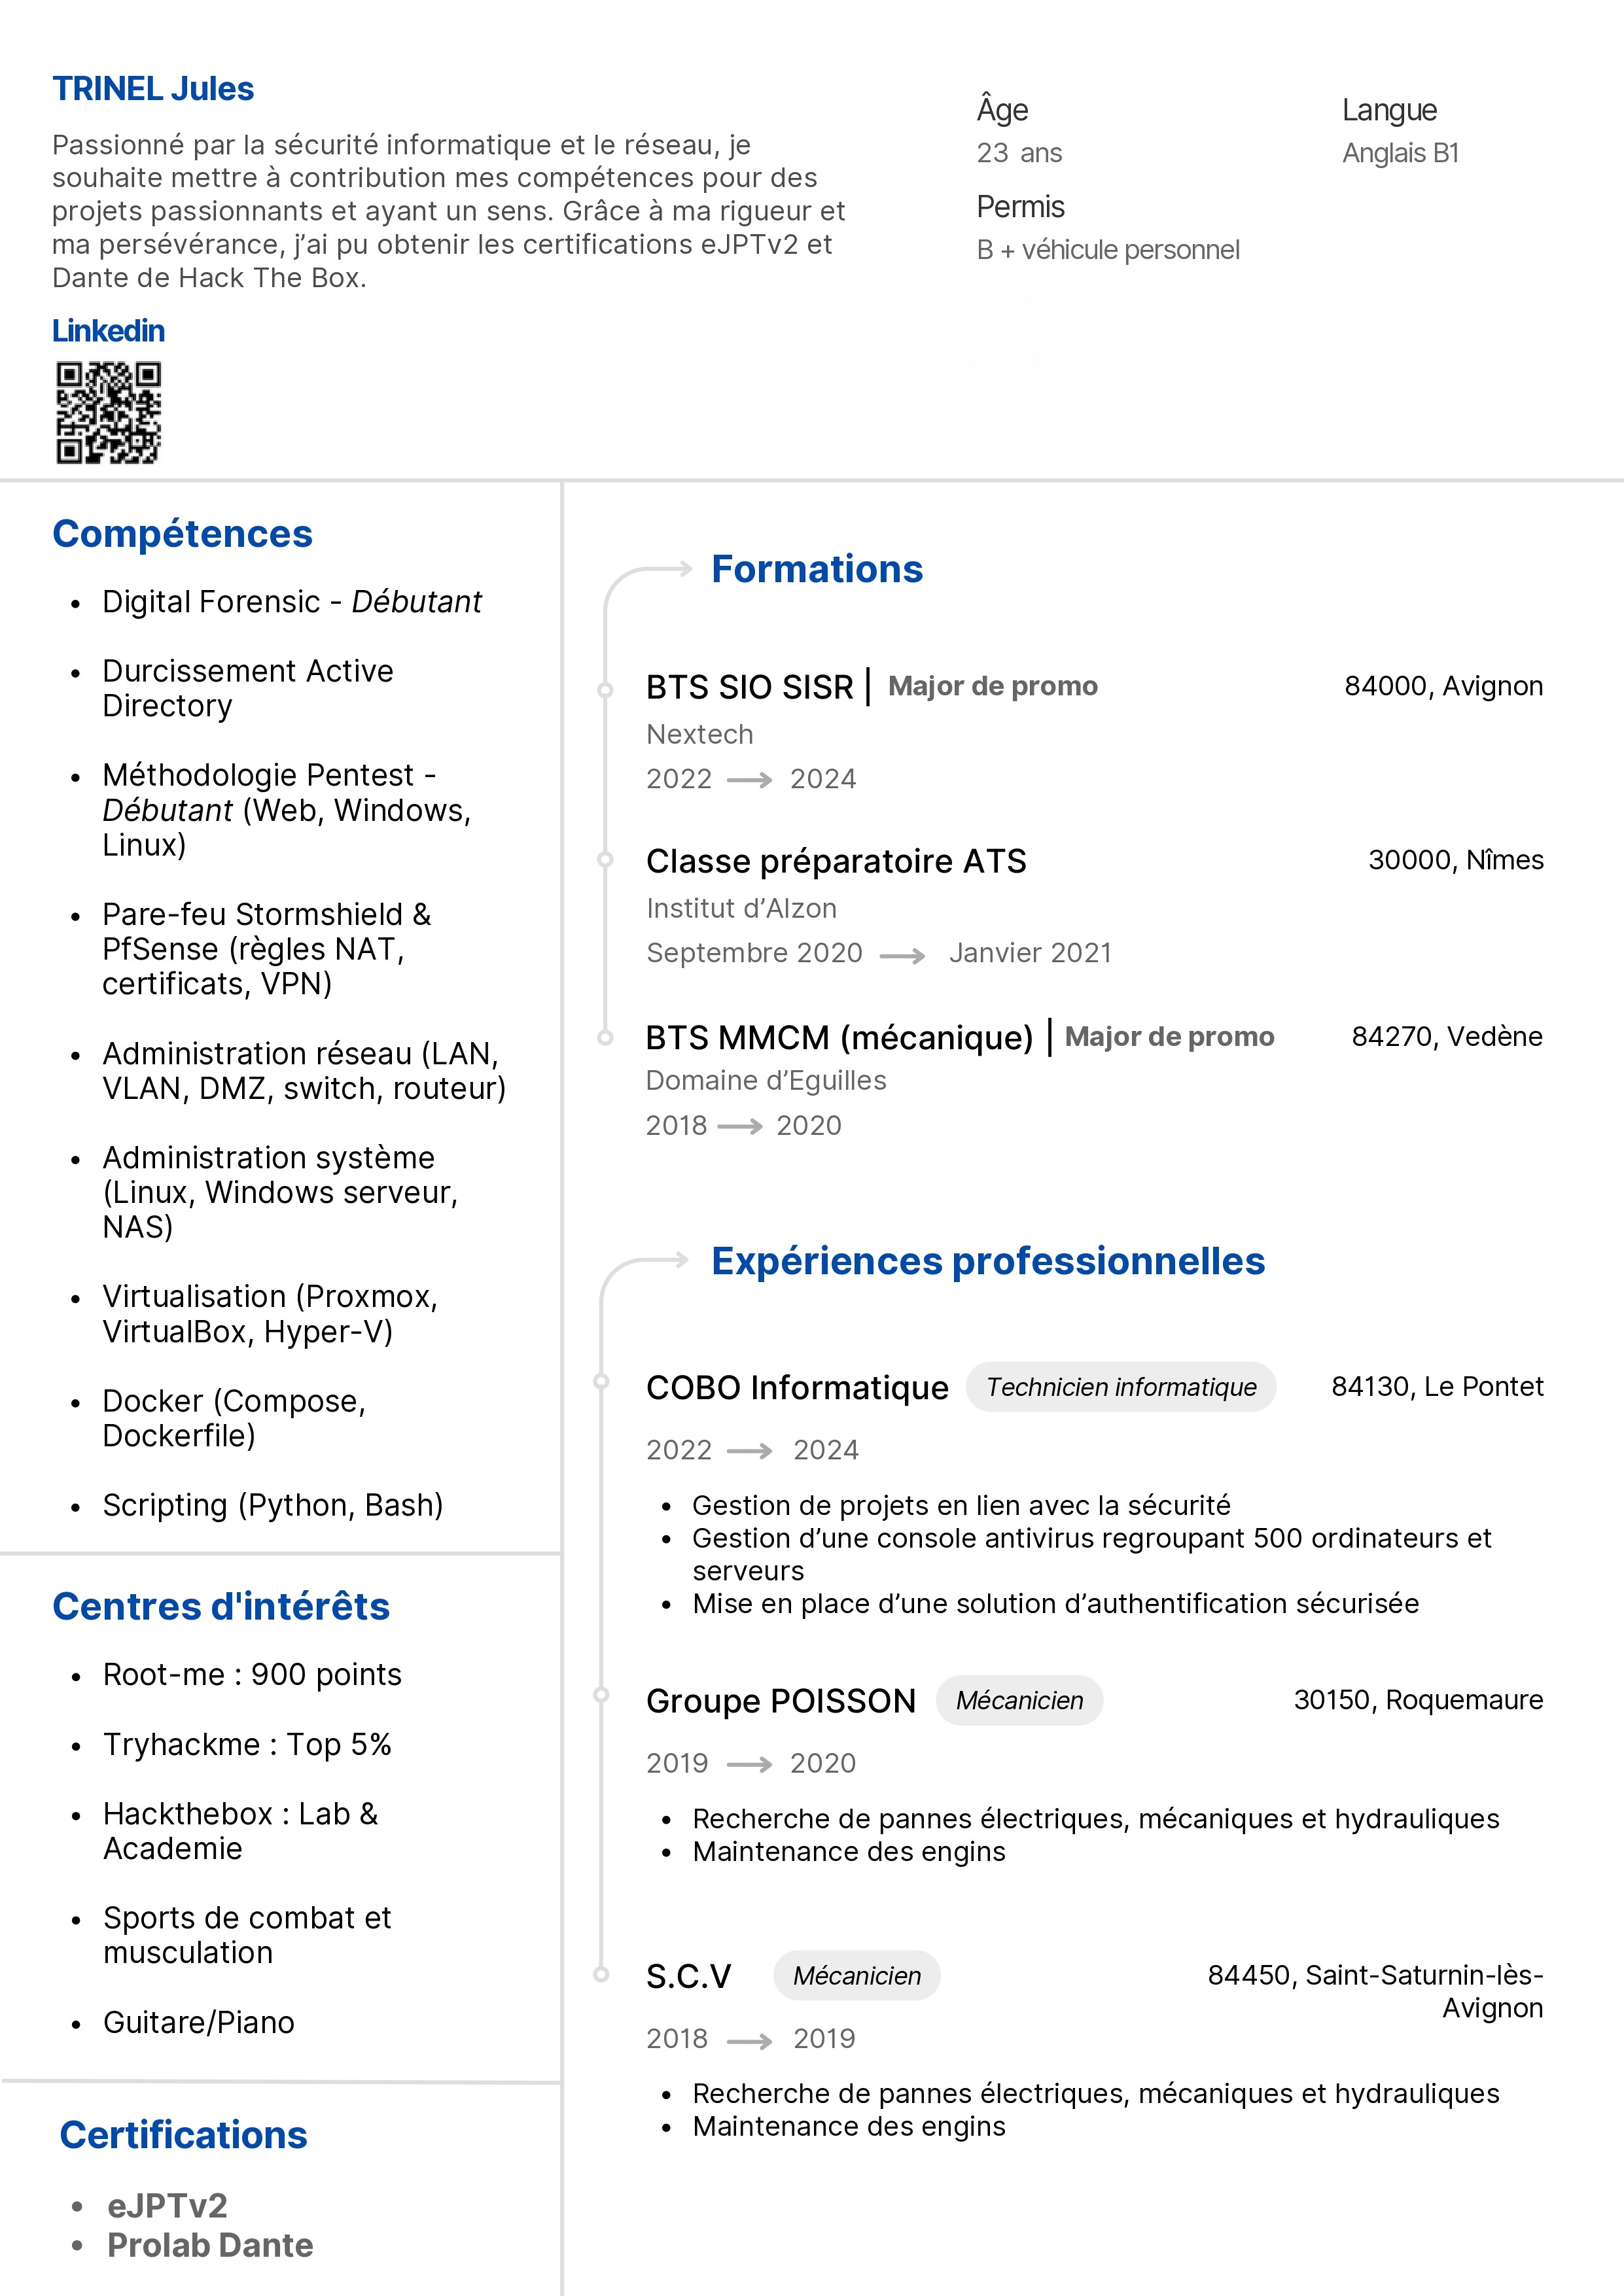 TRINEL Jules
Passionné par la sécurité informatique et le réseau, je
souhaite mettre à contribution mes compétences pour des
projets passionnants et ayant un sens. Grâce à ma rigueur et
ma persévérance, j’ai pu obtenir les certifications eJPTv2 et
Dante de Hack The Box.
Linkedin
Âge
23 ans
Permis
B + véhicule personnel
Langue
Anglais B1
Compétences
• Digital Forensic - Débutant
• Durcissement Active
Directory
• Méthodologie Pentest -
Débutant (Web, Windows,
Linux)
• Pare-feu Stormshield &
PfSense (règles NAT,
certificats, VPN)
• Administration réseau (LAN,
VLAN, DMZ, switch, routeur)
• Administration système
(Linux, Windows serveur,
NAS)
• Virtualisation (Proxmox,
VirtualBox, Hyper-V)
• Docker (Compose,
Dockerfile)
• Scripting (Python, Bash)
Centres d'intérêts
• Root-me : 900 points
• Tryhackme : Top 5%
• Hackthebox : Lab &
Academie
• Sports de combat et
musculation
• Guitare/Piano
Certifications
• eJPTv2
• Prolab Dante
Formations
BTS SIO SISR | Major de promo 84000, Avignon
Nextech
2022 → 2024
Classe préparatoire ATS 30000, Nîmes
Institut d’Alzon
Septembre 2020 → Janvier 2021
BTS MMCM (mécanique) | Major de promo 84270, Vedène
Domaine d’Eguilles
2018 → 2020
Expériences professionnelles
COBO Informatique Technicien informatique 84130, Le Pontet
2022 → 2024
• Gestion de projets en lien avec la sécurité
• Gestion d’une console antivirus regroupant 500 ordinateurs et
serveurs
• Mise en place d’une solution d’authentification sécurisée
Groupe POISSON Mécanicien 30150, Roquemaure
2019 → 2020
• Recherche de pannes électriques, mécaniques et hydrauliques
• Maintenance des engins
S.C.V Mécanicien 84450, Saint-Saturnin-lès-
Avignon
2018 → 2019
• Recherche de pannes électriques, mécaniques et hydrauliques
• Maintenance des engins